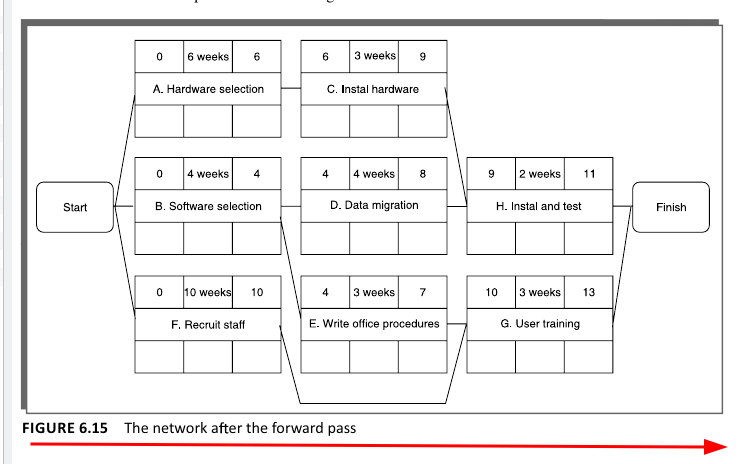 0 6 weeks 6
A. Hardware selection
6 3 weeks 9
C. Instal hardware
0 4 weeks 4
B. Software selection
4 4 weeks 8
D. Data migration
9 2 weeks 11
H. Instal and test
Start
Finish
0 10 weeks 10
F. Recruit staff
4 3 weeks 7
E. Write office procedures
10 3 weeks 13
G. User training
FIGURE 6.15 The network after the forward pass